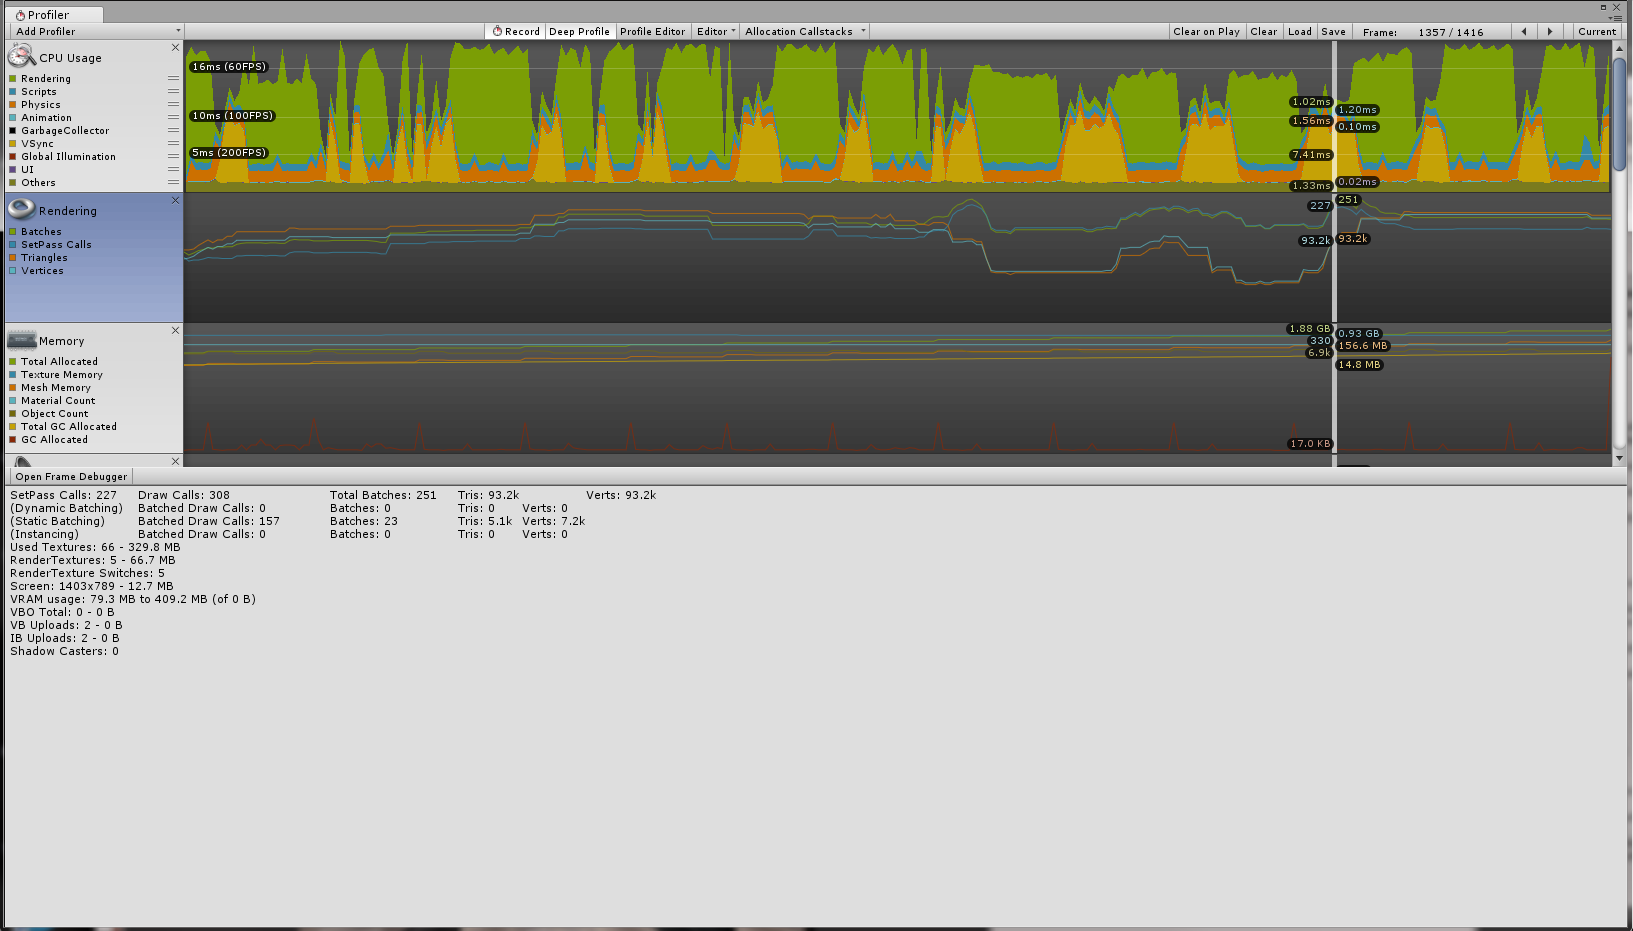 Profiler
Add Profiler Record Deep Profile Profile Editor Editor Allocation Callstacks Clear on Play Clear Load Save Frame: 1357 / 1416 Current
CPU Usage
Rendering
Scripts
Physics
Animation
GarbageCollector
VSync
Global Illumination
UI
Others
16ms (60FPS)
10ms (100FPS)
5ms (200FPS)
1.02ms
1.20ms
1.56ms
0.10ms
7.41ms
1.33ms
0.02ms
Rendering
Batches
SetPass Calls
Triangles
Vertices
227
251
93.2k
93.2k
Memory
Total Allocated
Texture Memory
Mesh Memory
Material Count
Object Count
Total GC Allocated
GC Allocated
1.88 GB
0.93 GB
330
156.6 MB
6.9k
14.8 MB
17.0 KB
Open Frame Debugger
SetPass Calls: 227 Draw Calls: 308 Total Batches: 251 Tris: 93.2k Verts: 93.2k
(Dynamic Batching) Batched Draw Calls: 0 Batches: 0 Tris: 0 Verts: 0
(Static Batching) Batched Draw Calls: 157 Batches: 23 Tris: 5.1k Verts: 7.2k
(Instancing) Batched Draw Calls: 0 Batches: 0 Tris: 0 Verts: 0
Used Textures: 66 - 329.8 MB
RenderTextures: 5 - 66.7 MB
RenderTexture Switches: 5
Screen: 1403x789 - 12.7 MB
VRAM usage: 79.3 MB to 409.2 MB (of 0 B)
VBO Total: 0 - 0 B
VB Uploads: 2 - 0 B
IB Uploads: 2 - 0 B
Shadow Casters: 0